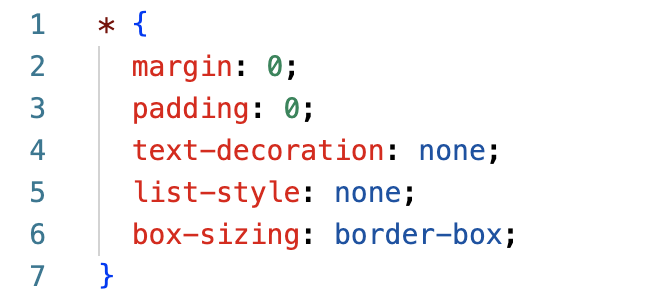 1 * {
2 margin: 0;
3 padding: 0;
4 text-decoration: none;
5 list-style: none;
6 box-sizing: border-box;
7 }